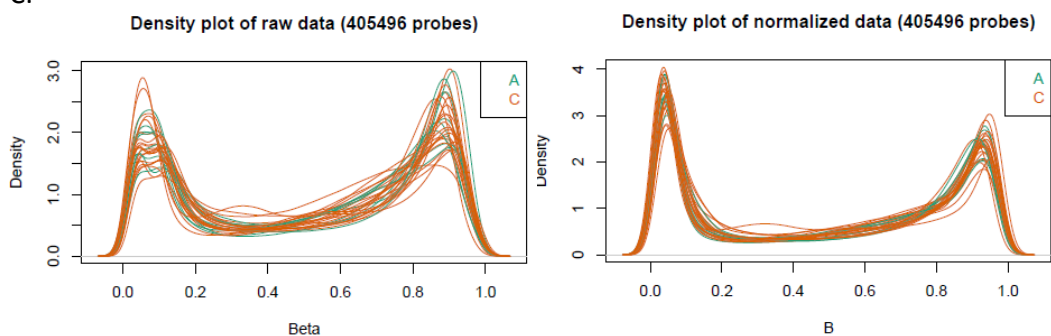 Density plot of raw data (405496 probes)
3.0
2.0
1.0
0.0
Density
A
C
0.0 0.2 0.4 0.6 0.8 1.0
Beta
Density plot of normalized data (405496 probes)
4
3
2
1
0
Density
A
C
0.0 0.2 0.4 0.6 0.8 1.0
B